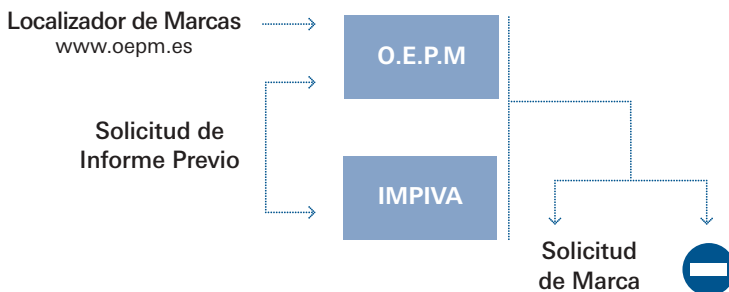 Localizador de Marcas
www.oepm.es
O.E.P.M
Solicitud de
Informe Previo
IMPIVA
Solicitud
de Marca